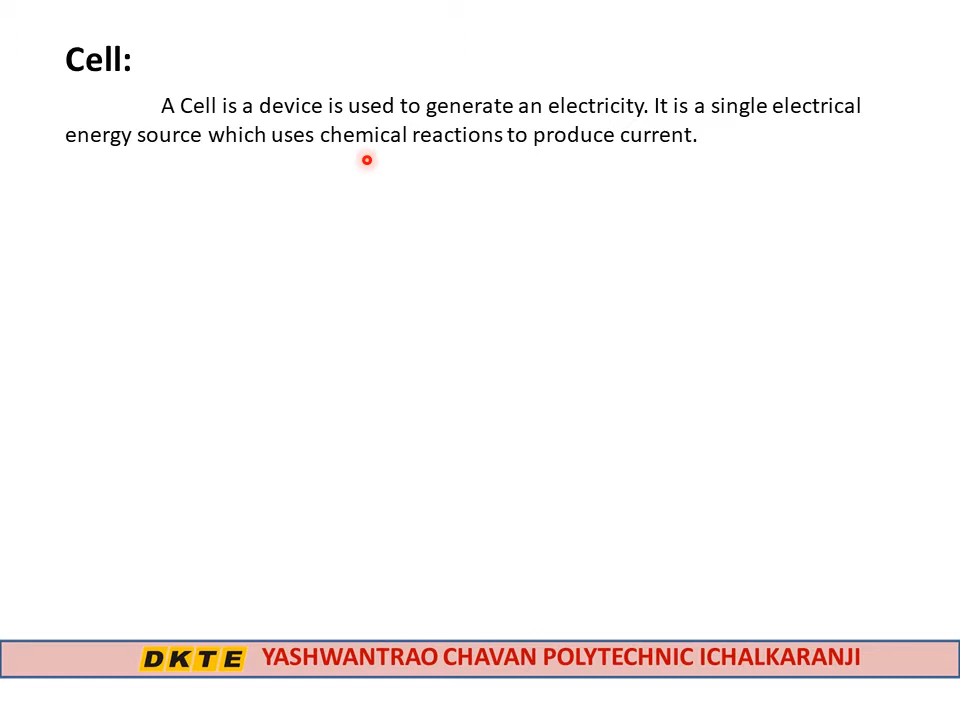 Cell:
A Cell is a device is used to generate an electricity. It is a single electrical
energy source which uses chemical reactions to produce current.
DKTE YASHWANTRAO CHAVAN POLYTECHNIC ICHALKARANJI